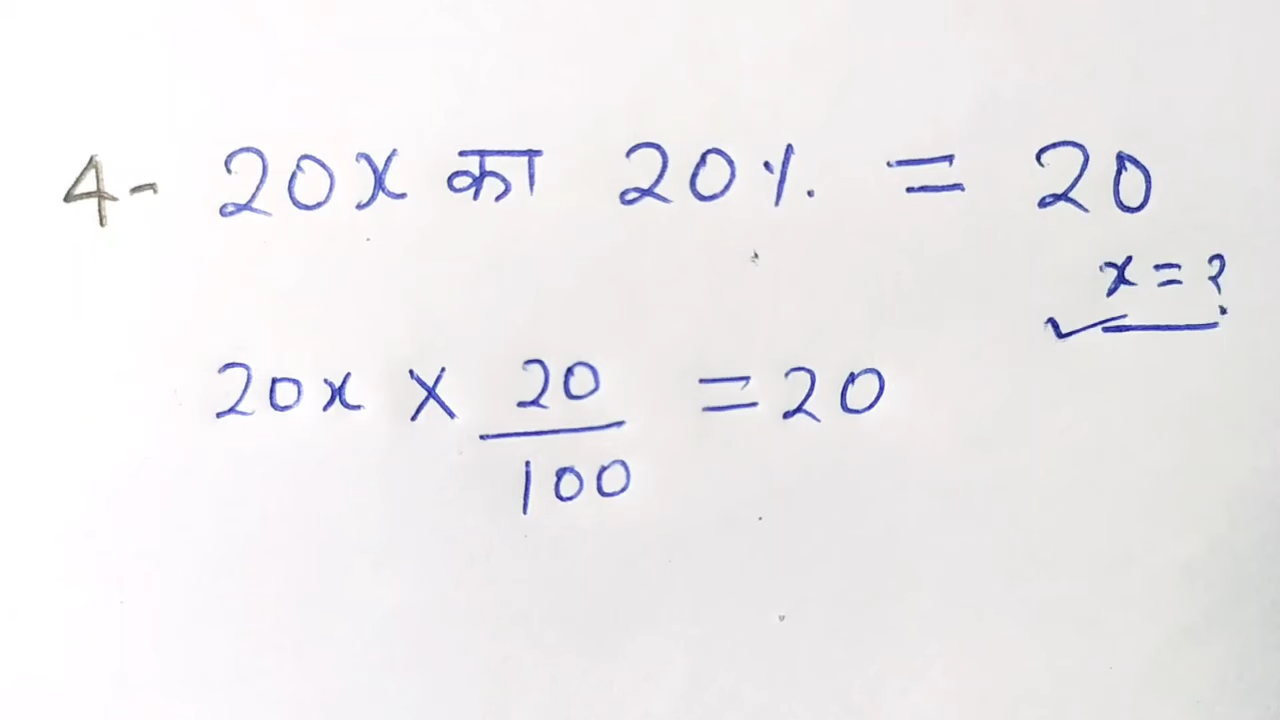 4- 20x का 20% = 20
x = ?
20x × 20/100 = 20